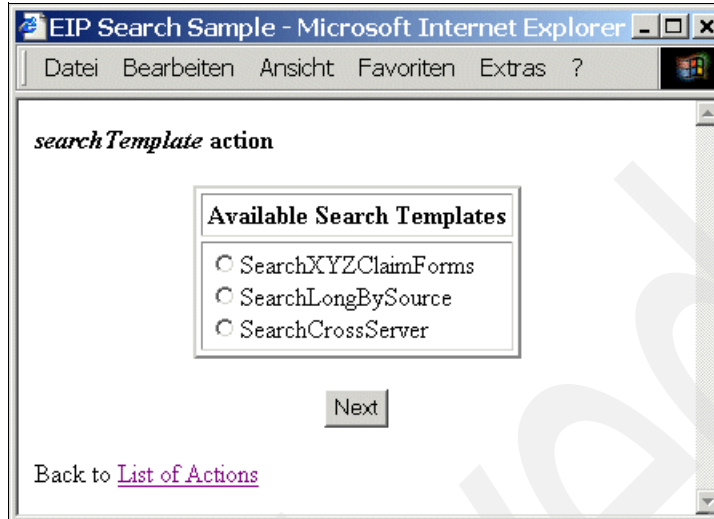 EIP Search Sample - Microsoft Internet Explorer
Datei Bearbeiten Ansicht Favoriten Extras ?
searchTemplate action
Available Search Templates
SearchXYZClaimForms
SearchLongBySource
SearchCrossServer
Next
Back to List of Actions